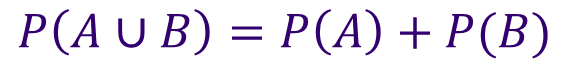 P(A ∪ B) = P(A) + P(B)